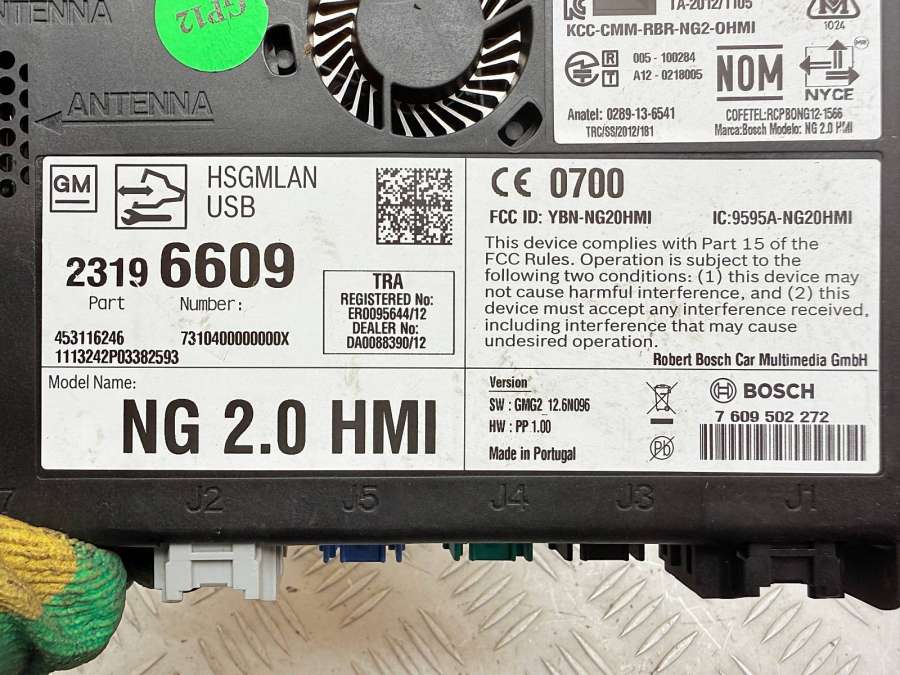 ANTENNA
GP12
TA-2012/1105
KCC-CMM-RBR-NG2-0HMI
1024
R 005 - 100284
T A12 - 0218005
NOM
NYCE
Anatel: 0289-13-6541
TRC/SS/2012/181
COFETEL:RCPBONG12-1566
Marca:Bosch Modelo: NG 2.0 HMI
ANTENNA
GM
HSGMLAN
USB
2319 6609
Part Number:
453116246 7310400000000X
1113242P03382593
TRA
REGISTERED No:
ER0095644/12
DEALER No:
DA0088390/12
CE 0700
FCC ID: YBN-NG20HMI IC:9595A-NG20HMI
This device complies with Part 15 of the
FCC Rules. Operation is subject to the
following two conditions: (1) this device may
not cause harmful interference, and (2) this
device must accept any interference received,
including interference that may cause
undesired operation.
Robert Bosch Car Multimedia GmbH
Model Name:
NG 2.0 HMI
Version
SW : GMG2_12.6N096
HW : PP 1.00
Made in Portugal
Pb
BOSCH
7 609 502 272
J2 J5 J4 J3 J1